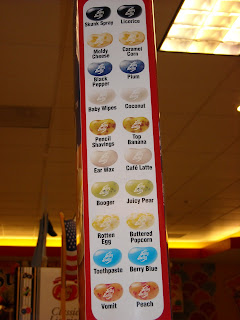 Skunk Spray Licorice
Moldy Cheese Caramel Corn
Black Pepper Plum
Baby Wipes Coconut
Pencil Shavings Top Banana
Ear Wax Café Latte
Booger Juicy Pear
Rotten Egg Buttered Popcorn
Toothpaste Berry Blue
Vomit Peach